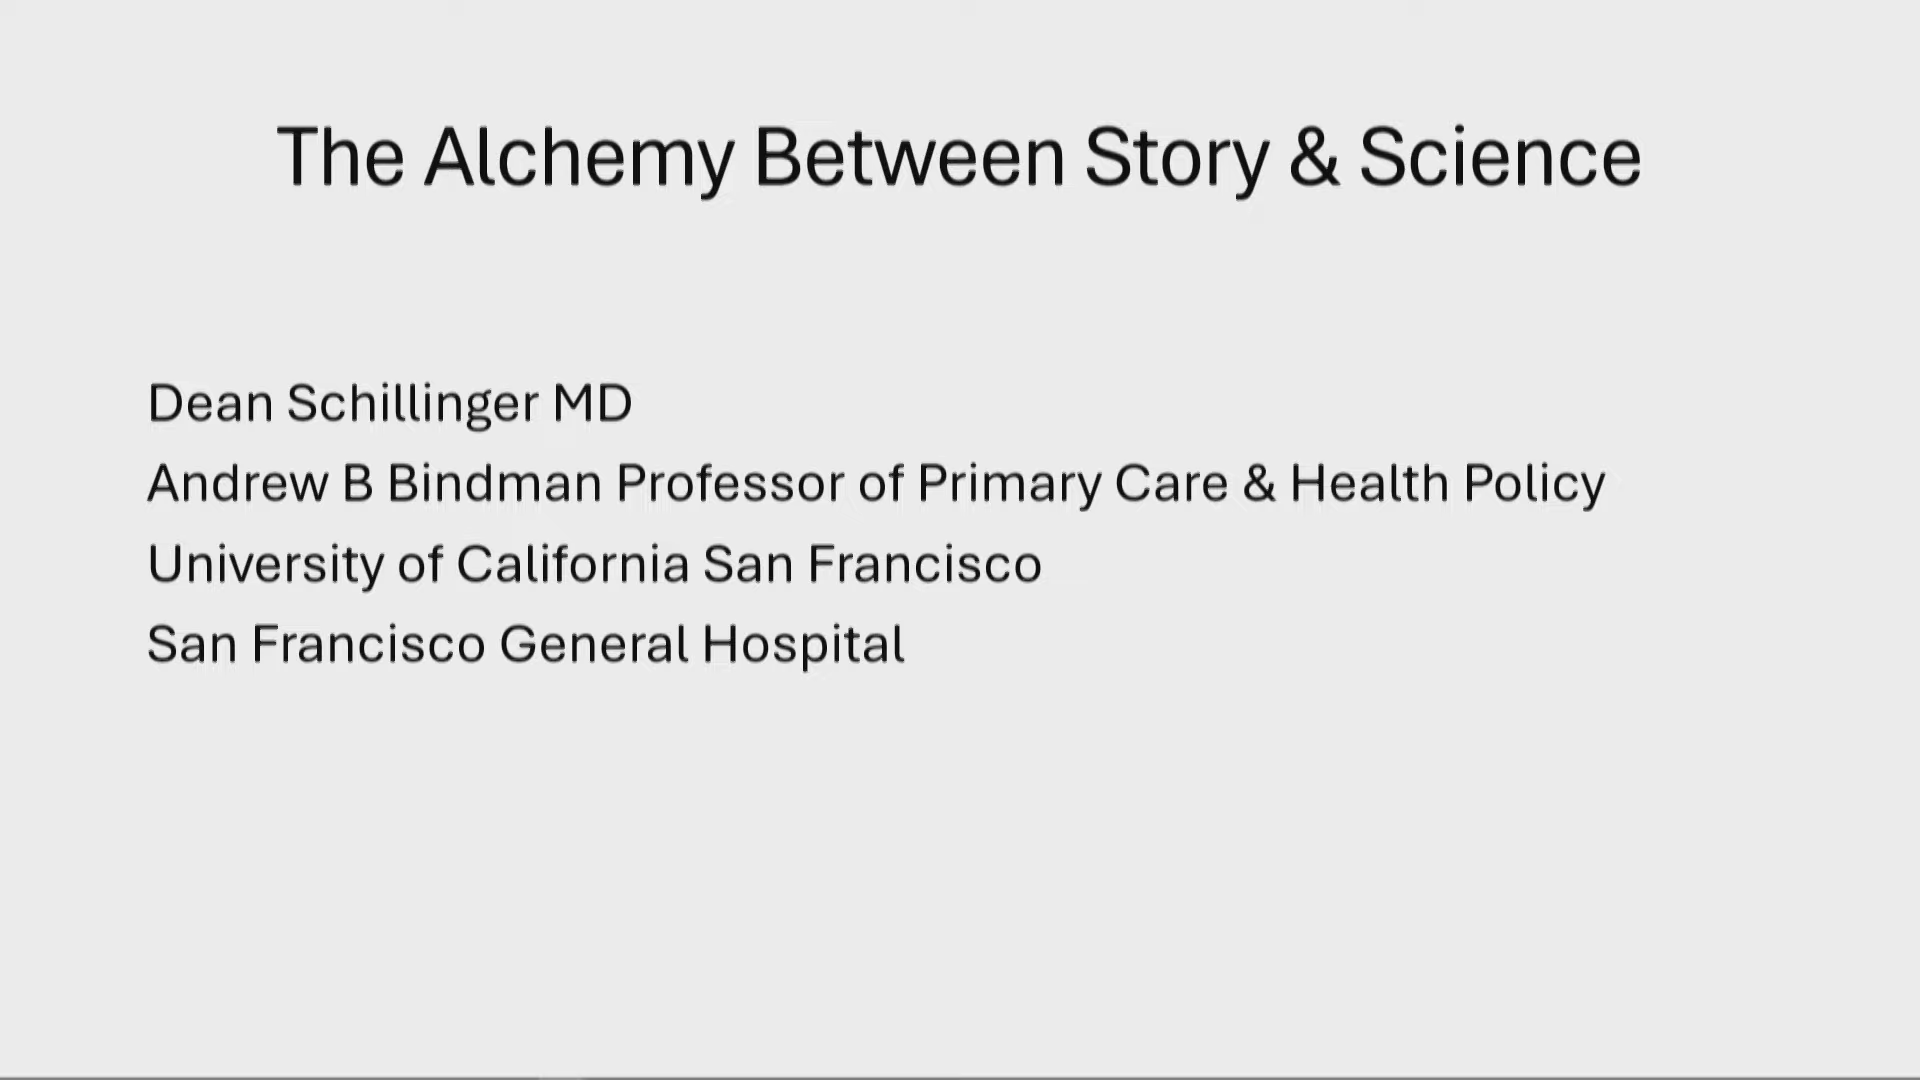 The Alchemy Between Story & Science
Dean Schillinger MD
Andrew B Bindman Professor of Primary Care & Health Policy
University of California San Francisco
San Francisco General Hospital